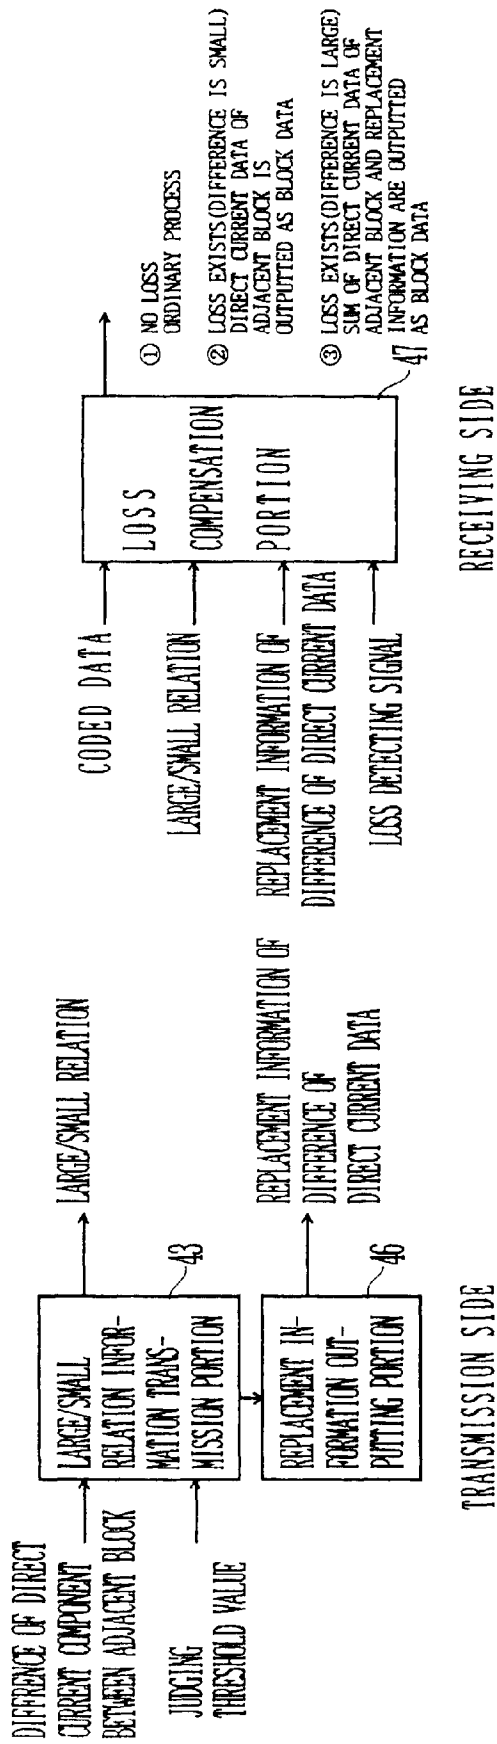 DIFFRENCE OF DIRECT
CURRENT COMPONENT
BETWEEN ADJACENT BLOCK
JUDGING
THRESHOLD VALUE
LARGE/SMALL
RELATION INFOR-
MATION TRANS-
MISSION PORTION
43
LARGE/SMALL RELATION
REPLACEMENT IN-
FORMATION OUT-
PUTTING PORTION
46
REPLACEMENT INFORMATION OF
DIFFERENCE OF
DIRECT CURRENT DATA
TRANSMISSION SIDE
CODED DATA
LARGE/SMALL RELATION
REPLACEMENT INFORMATION OF
DIFFERENCE OF DIRECT CURRENT DATA
LOSS DETECTING SIGNAL
LOSS
COMPENSATION
PORTION
47
① NO LOSS
ORDINARY PROCESS
② LOSS EXISTS(DIFFERENCE IS SMALL)
DIRECT CURRENT DATA OF
ADJACENT BLOCK IS
OUTPUTTED AS BLOCK DATA
③ LOSS EXISTS(DIFFERENCE IS LARGE)
SUM OF DIRECT CURRENT DATA OF
ADJACENT BLOCK AND REPLACEMENT
INFORMATION ARE OUTPUTTED
AS BLOCK DATA
RECEIVING SIDE